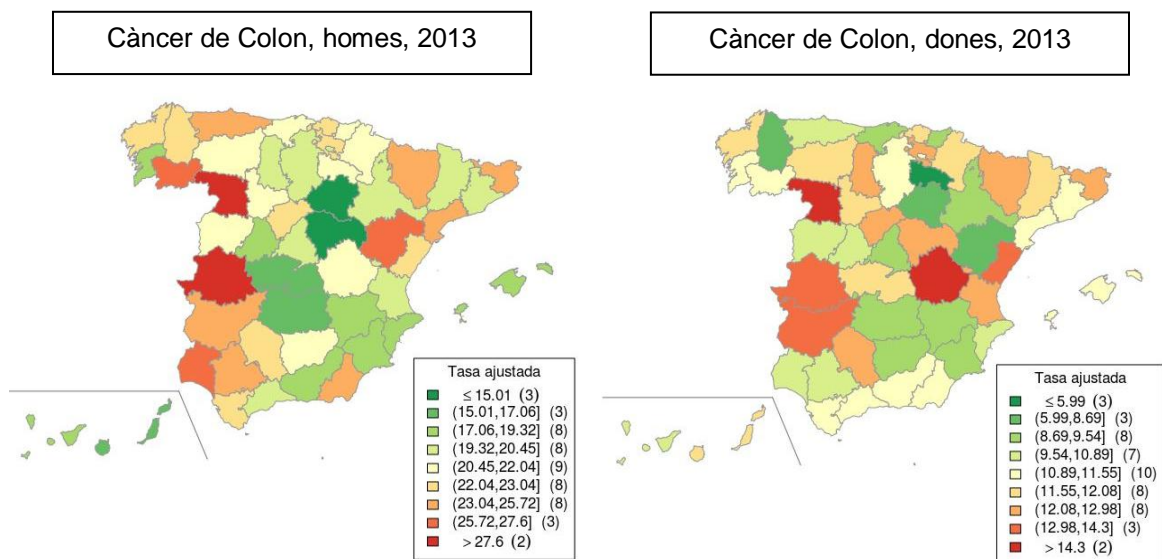 Càncer de Colon, homes, 2013
Càncer de Colon, dones, 2013
Tasa ajustada
≤ 15.01 (3)
(15.01,17.06] (3)
(17.06,19.32] (8)
(19.32,20.45] (8)
(20.45,22.04] (9)
(22.04,23.04] (8)
(23.04,25.72] (8)
(25.72,27.6] (3)
> 27.6 (2)
Tasa ajustada
≤ 5.99 (3)
(5.99,8.69] (3)
(8.69,9.54] (8)
(9.54,10.89] (7)
(10.89,11.55] (10)
(11.55,12.08] (8)
(12.08,12.98] (8)
(12.98,14.3] (3)
> 14.3 (2)